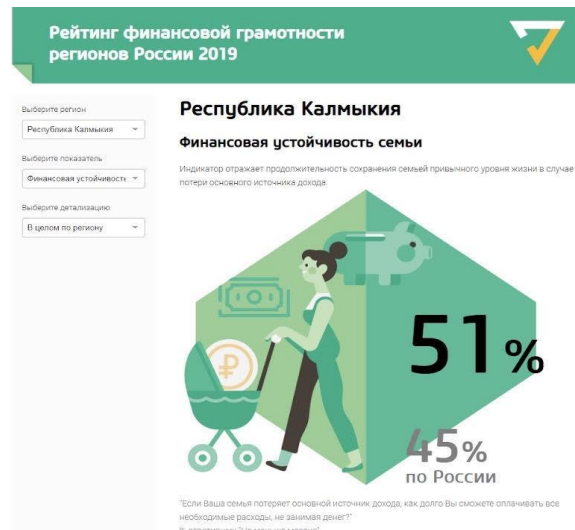 Рейтинг финансовой грамотности
регионов России 2019
Выберите регион
Республика Калмыкия
Выберите показатель
Финансовая устойчивость
Выберите детализацию
В целом по региону
Республика Калмыкия
Финансовая устойчивость семьи
Индикатор отражает продолжительность сохранения семьей привычного уровня жизни в случае
потери основного источника дохода.
51%
45%
по России
"Если Ваша семья потеряет основной источник дохода, как долго Вы сможете оплачивать все
необходимые расходы, не занимая денег?"